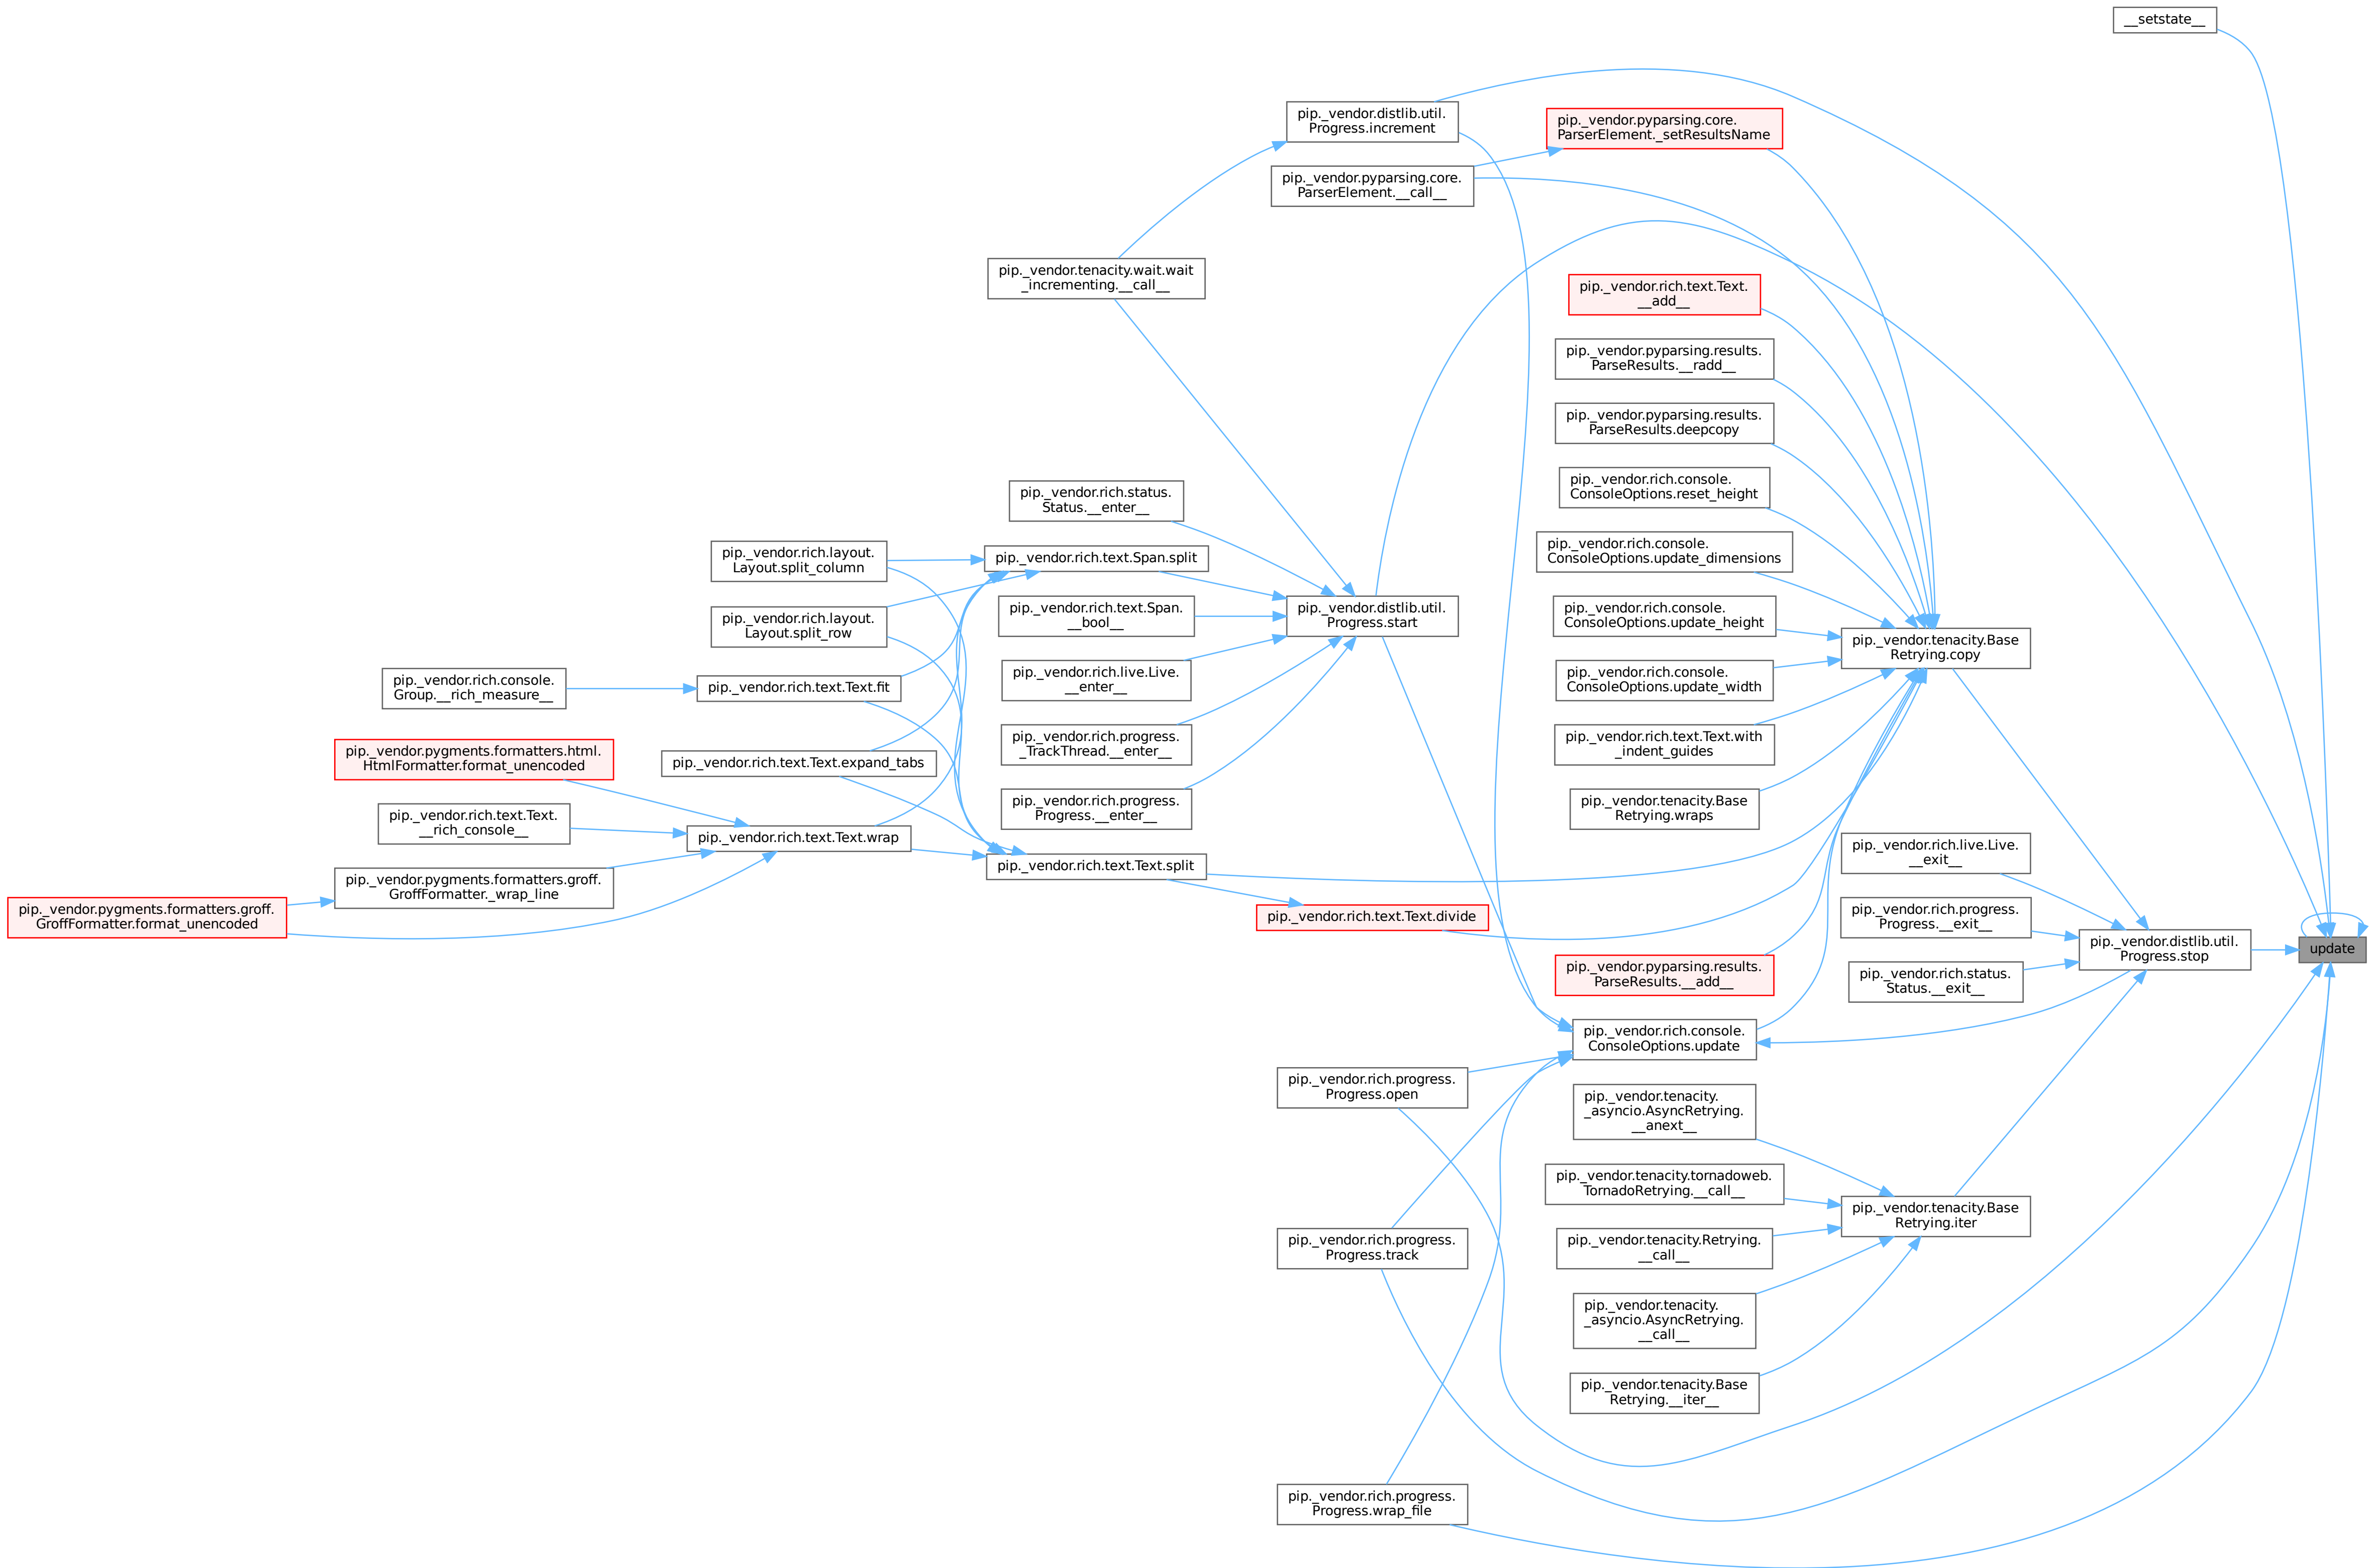 __setstate__
pip._vendor.distlib.util.
Progress.increment
pip._vendor.pyparsing.core.
ParserElement._setResultsName
pip._vendor.pyparsing.core.
ParserElement.__call__
pip._vendor.tenacity.wait.wait
_incrementing.__call__
pip._vendor.rich.text.Text.
__add__
pip._vendor.pyparsing.results.
ParseResults.__radd__
pip._vendor.pyparsing.results.
ParseResults.deepcopy
pip._vendor.rich.console.
ConsoleOptions.reset_height
pip._vendor.rich.status.
Status.__enter__
pip._vendor.rich.layout.
Layout.split_column
pip._vendor.rich.text.Span.split
pip._vendor.rich.console.
ConsoleOptions.update_dimensions
pip._vendor.rich.layout.
Layout.split_row
pip._vendor.rich.text.Span.
__bool__
pip._vendor.distlib.util.
Progress.start
pip._vendor.rich.console.
ConsoleOptions.update_height
pip._vendor.tenacity.Base
Retrying.copy
pip._vendor.rich.console.
Group.__rich_measure__
pip._vendor.rich.text.Text.fit
pip._vendor.rich.live.Live.
__enter__
pip._vendor.rich.console.
ConsoleOptions.update_width
pip._vendor.pygments.formatters.html.
HtmlFormatter.format_unencoded
pip._vendor.rich.text.Text.expand_tabs
pip._vendor.rich.progress.
_TrackThread.__enter__
pip._vendor.rich.text.Text.with
_indent_guides
pip._vendor.rich.text.Text.
__rich_console__
pip._vendor.rich.text.Text.wrap
pip._vendor.rich.progress.
Progress.__enter__
pip._vendor.tenacity.Base
Retrying.wraps
pip._vendor.pygments.formatters.groff.
GroffFormatter._wrap_line
pip._vendor.rich.text.Text.split
pip._vendor.rich.live.Live.
__exit__
pip._vendor.pygments.formatters.groff.
GroffFormatter.format_unencoded
pip._vendor.rich.text.Text.divide
pip._vendor.rich.progress.
Progress.__exit__
pip._vendor.distlib.util.
Progress.stop
update
pip._vendor.pyparsing.results.
ParseResults.__add__
pip._vendor.rich.status.
Status.__exit__
pip._vendor.rich.console.
ConsoleOptions.update
pip._vendor.rich.progress.
Progress.open
pip._vendor.tenacity.
_asyncio.AsyncRetrying.
__anext__
pip._vendor.tenacity.tornadoweb.
TornadoRetrying.__call__
pip._vendor.tenacity.Base
Retrying.iter
pip._vendor.rich.progress.
Progress.track
pip._vendor.tenacity.Retrying.
__call__
pip._vendor.tenacity.
_asyncio.AsyncRetrying.
__call__
pip._vendor.tenacity.Base
Retrying.__iter__
pip._vendor.rich.progress.
Progress.wrap_file